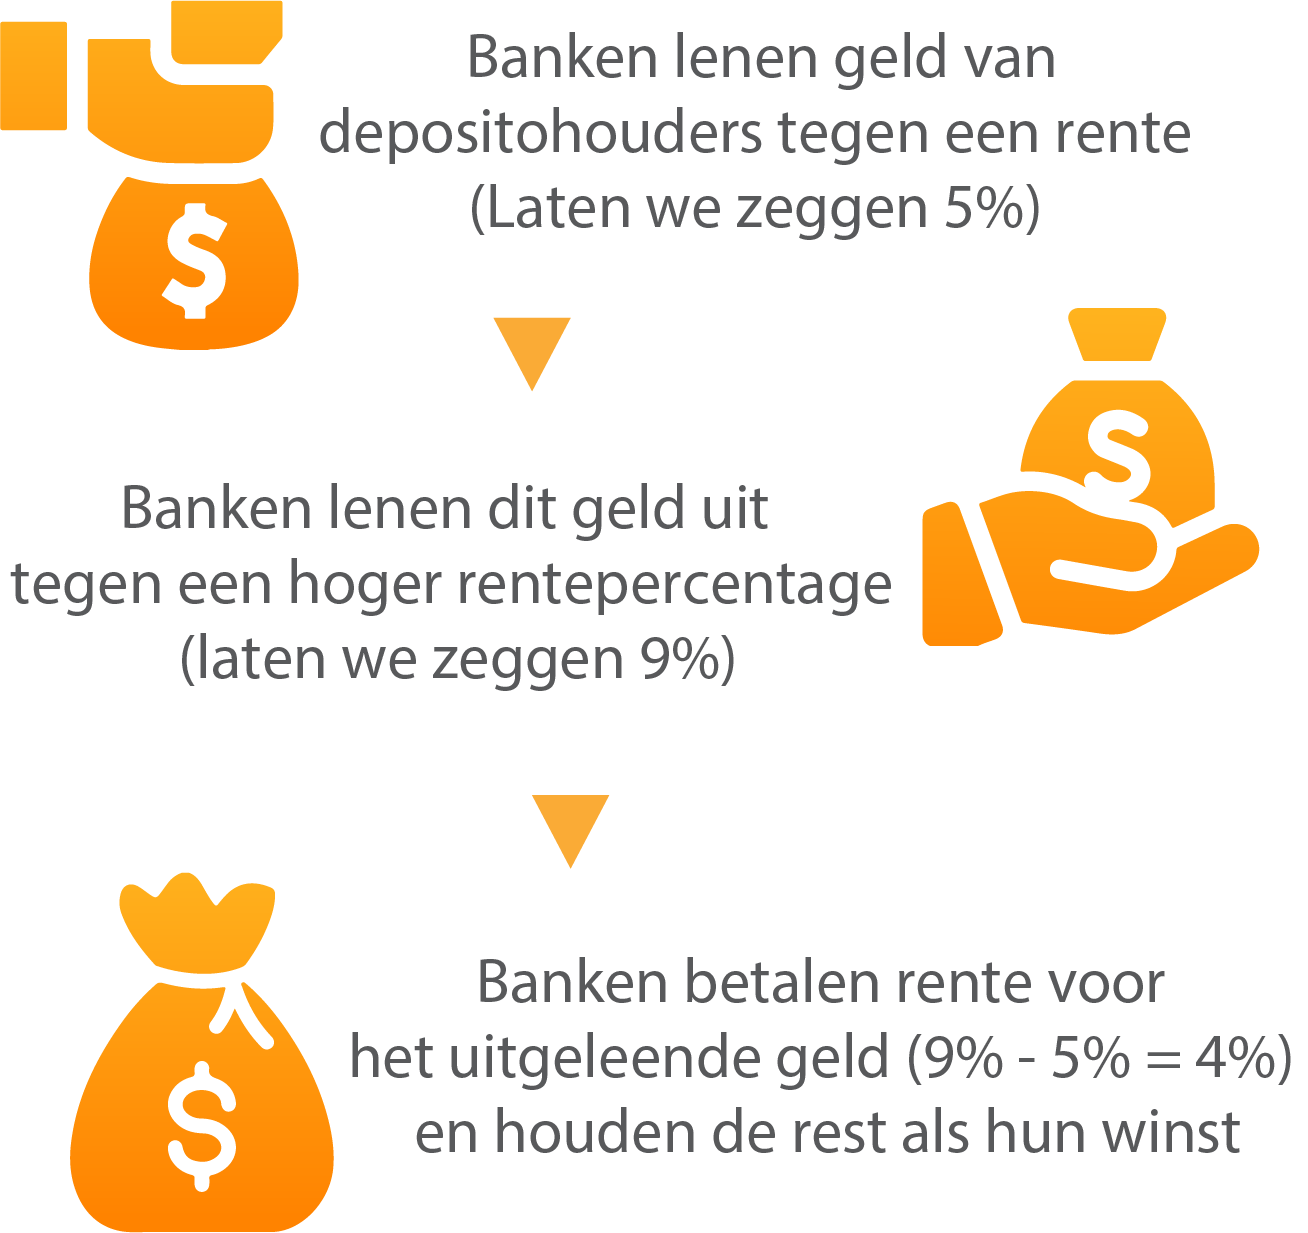 Banken lenen geld van
depositohouders tegen een rente
(Laten we zeggen 5%)
$
$
Banken lenen dit geld uit
tegen een hoger rentepercentage
(laten we zeggen 9%)
Banken betalen rente voor
het uitgeleende geld (9% - 5% = 4%)
en houden de rest als hun winst
$